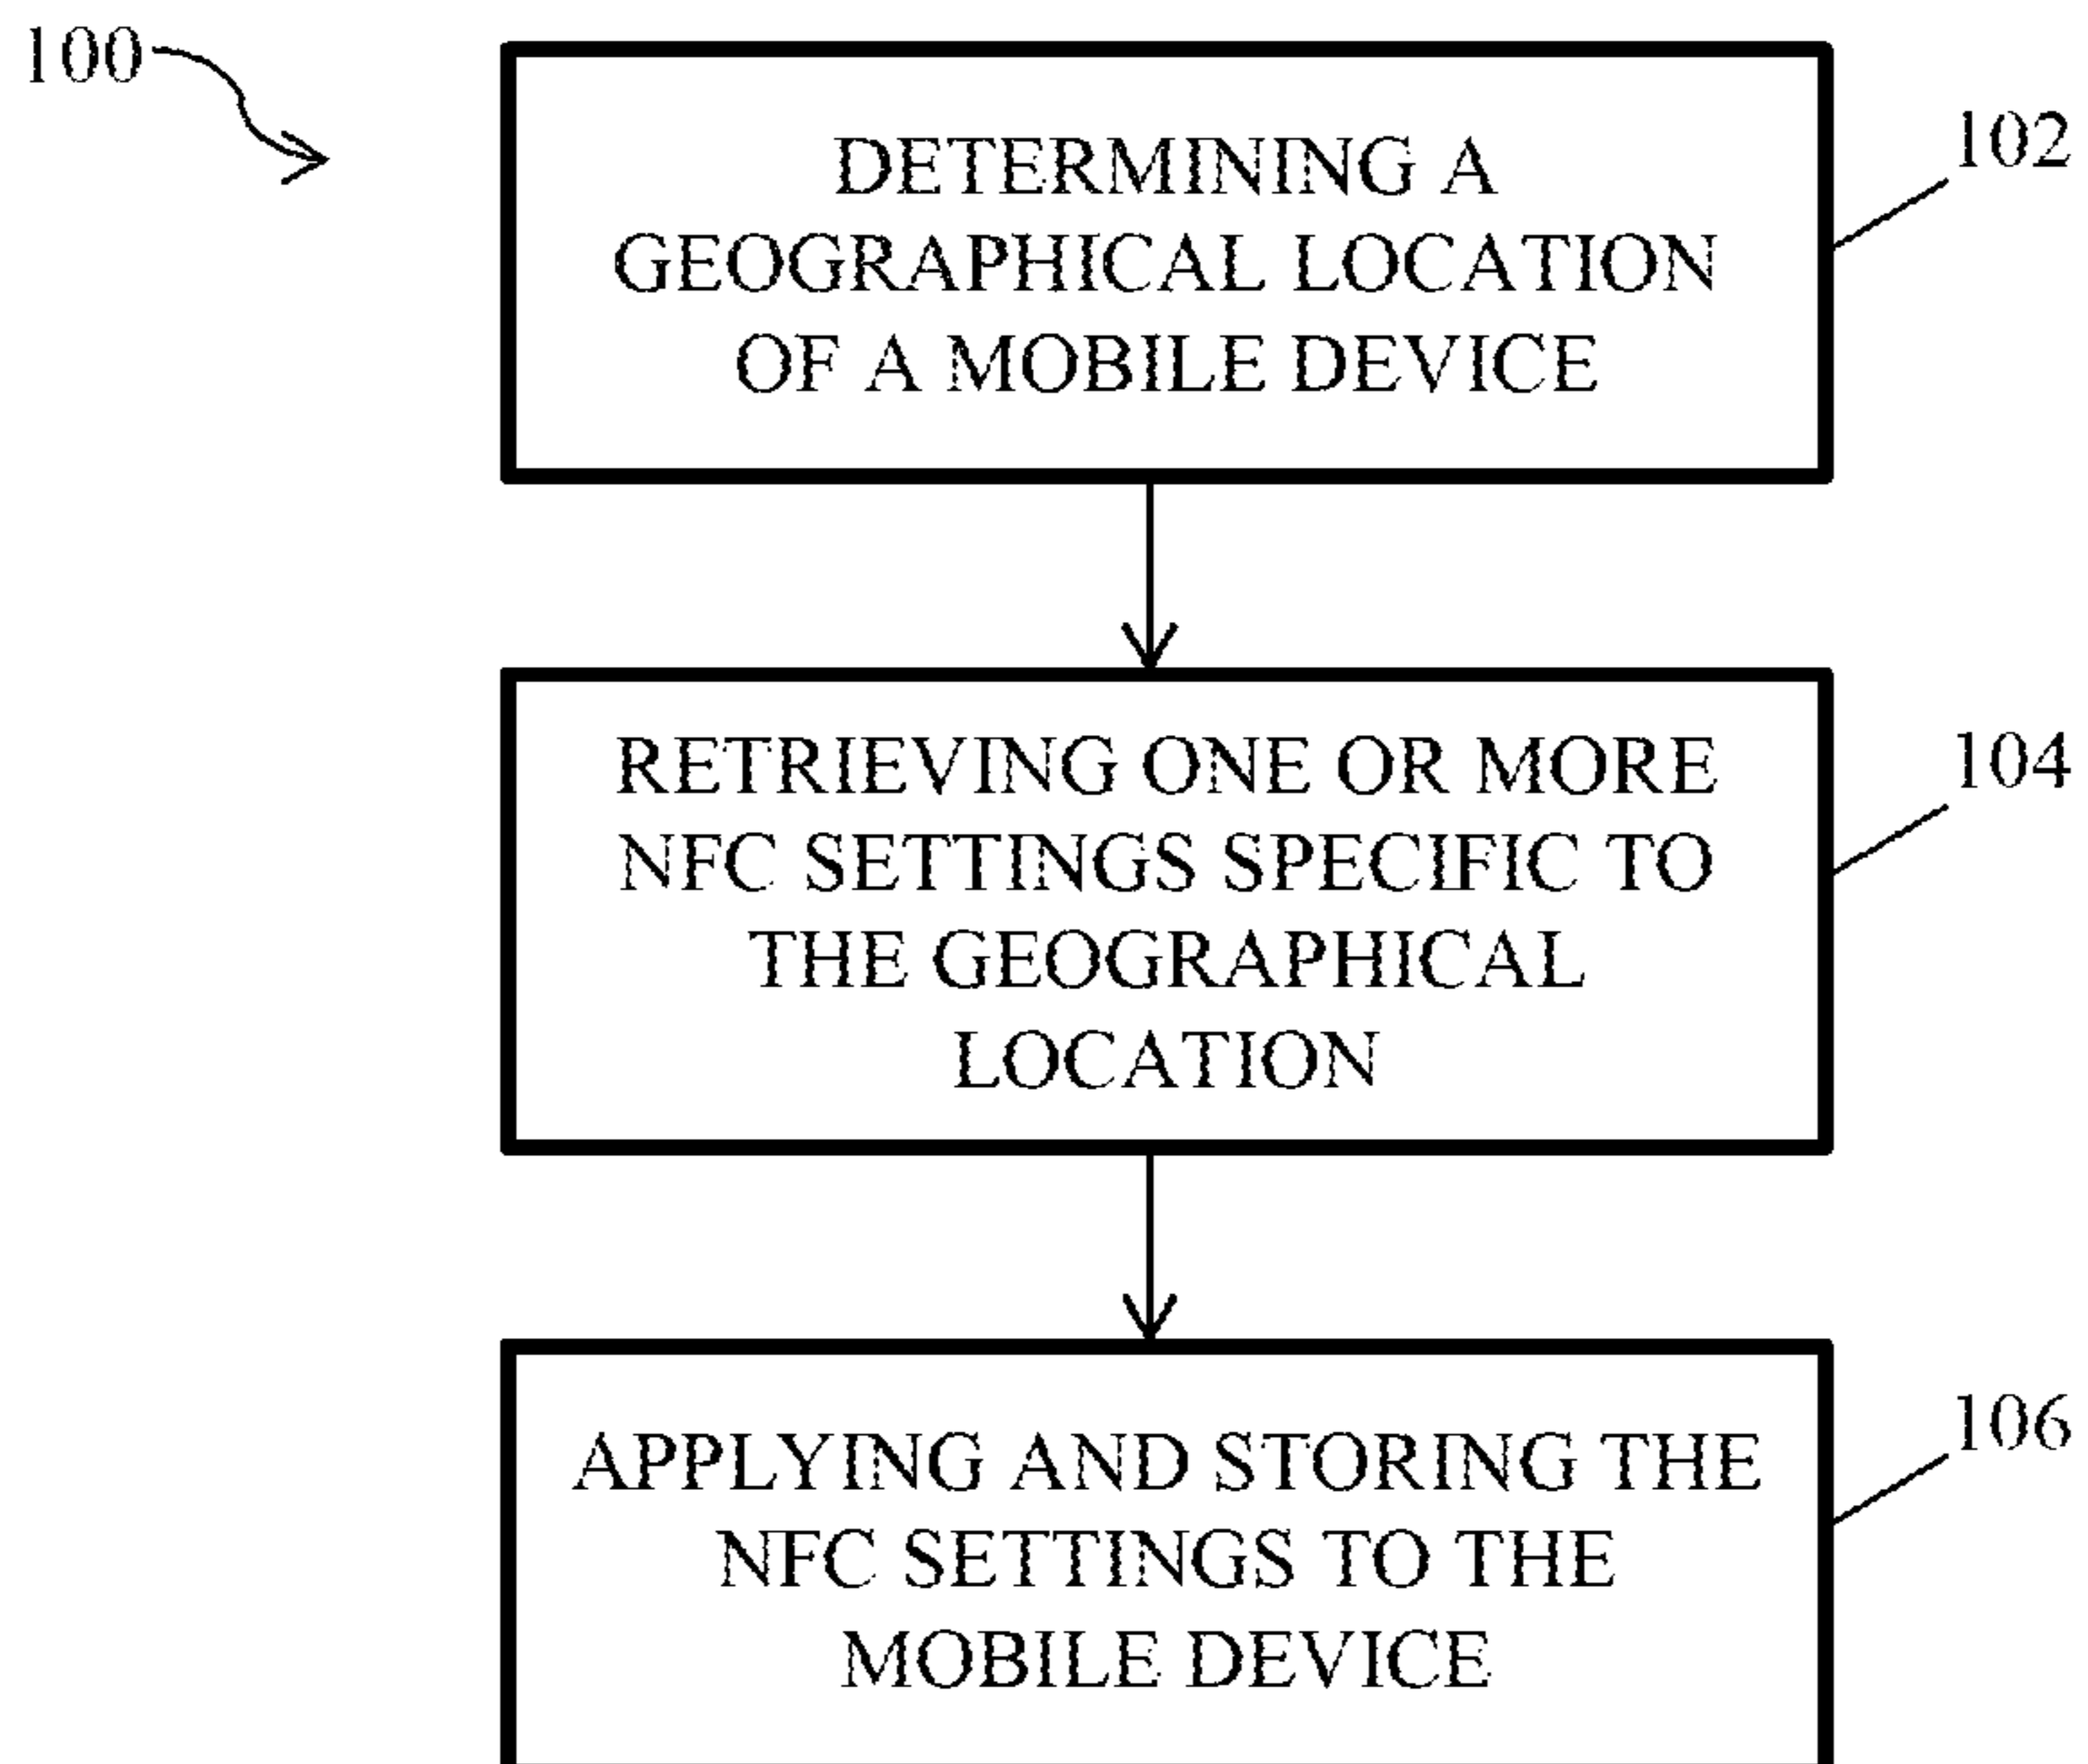 100
102
DETERMINING A
GEOGRAPHICAL LOCATION
OF A MOBILE DEVICE
104
RETRIEVING ONE OR MORE
NFC SETTINGS SPECIFIC TO
THE GEOGRAPHICAL
LOCATION
106
APPLYING AND STORING THE
NFC SETTINGS TO THE
MOBILE DEVICE